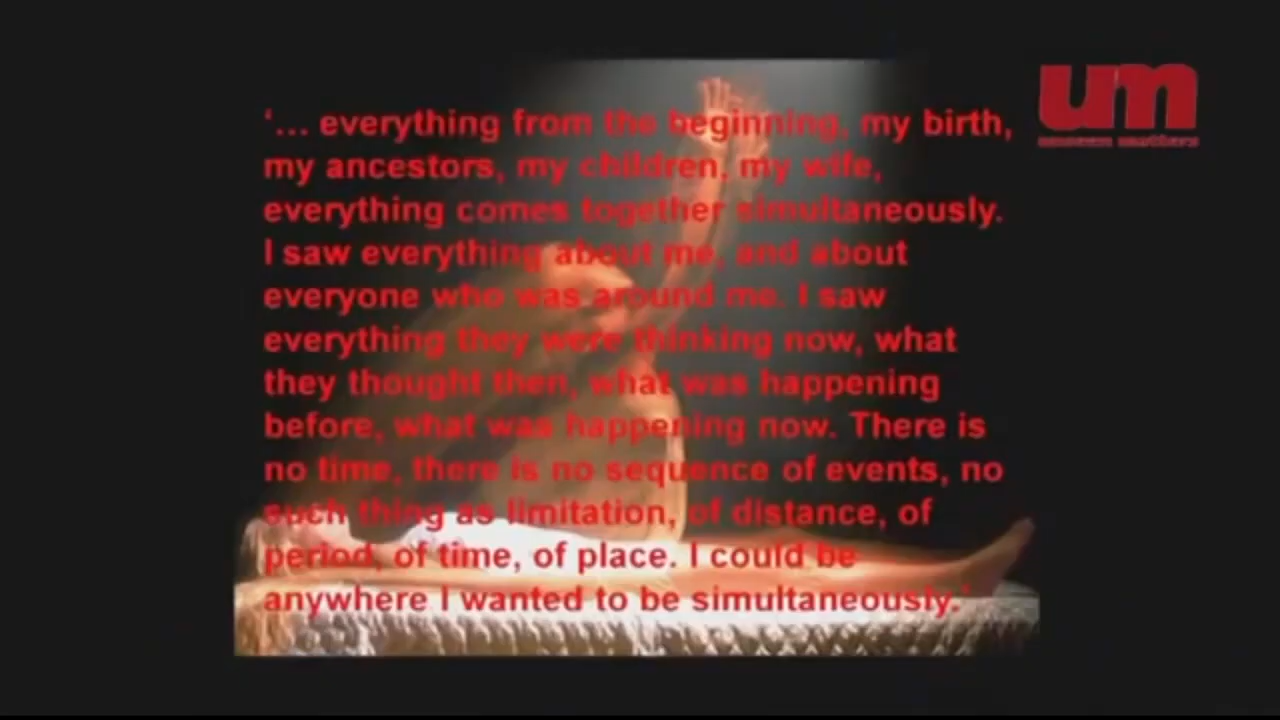 ‘... everything from the beginning, my birth,
my ancestors, my children, my wife,
everything comes together simultaneously.
I saw everything about me, and about
everyone who was around me. I saw
everything they were thinking now, what
they thought then, what was happening
before, what was happening now. There is
no time, there is no sequence of events, no
such thing as limitation, of distance, of
period, of time, of place. I could be
anywhere I wanted to be simultaneously.’
um